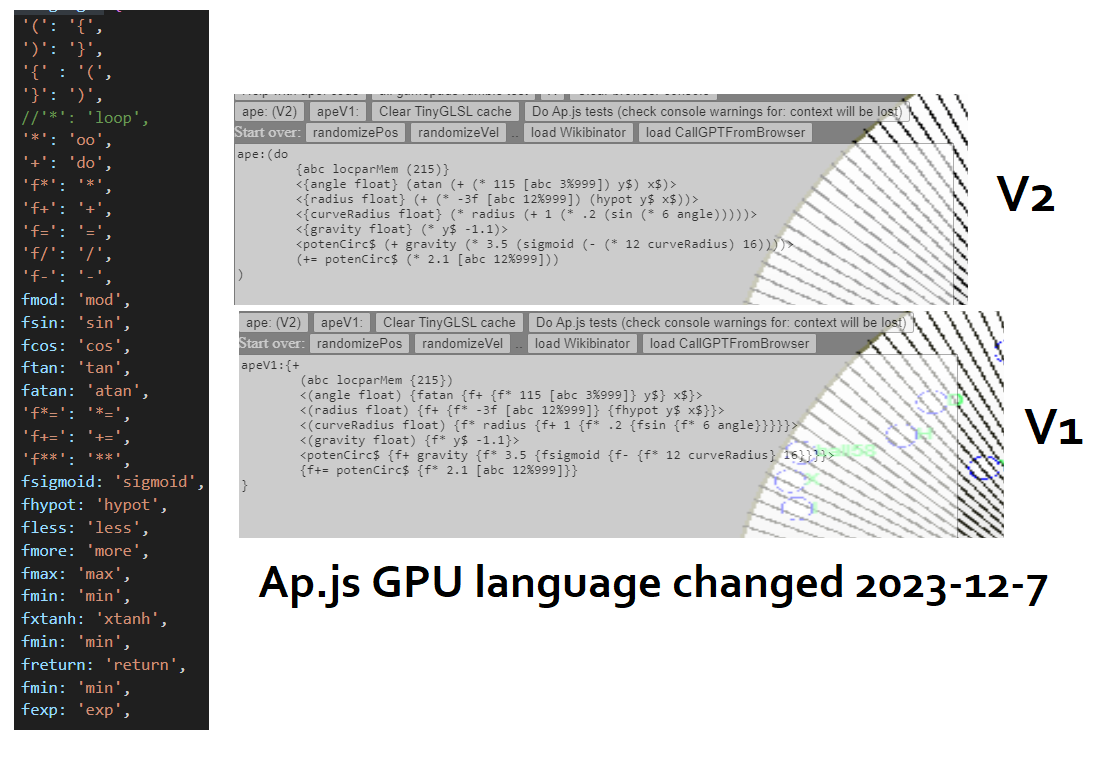 '(': '{',
')': '}',
'{' : '(',
'}': ')',
//'*': 'loop',
'*': 'oo',
'+': 'do',
'f*': '*',
'f+': '+',
'f=': '=',
'f/': '/',
'f-': '-',
fmod: 'mod',
fsin: 'sin',
fcos: 'cos',
ftan: 'tan',
fatan: 'atan',
'f*=': '*=',
'f+=': '+=',
'f**': '**',
fsigmoid: 'sigmoid',
fhypot: 'hypot',
fless: 'less',
fmore: 'more',
fmax: 'max',
fmin: 'min',
fxtanh: 'xtanh',
fmin: 'min',
freturn: 'return',
fmin: 'min',
fexp: 'exp',
ape: (V2) apeV1: Clear TinyGLSL cache Do Ap.js tests (check console warnings for: context will be lost)
Start over: randomizePos randomizeVel .. load Wikibinator load CallGPTFromBrowser
ape:(do
{abc locparMem (215)}
<{angle float} (atan (+ (* 115 [abc 3%999]) y$) x$)>
<{radius float} (+ (* -3f [abc 12%999]) (hypot y$ x$))>
<{curveRadius float} (* radius (+ 1 (* .2 (sin (* 6 angle)))))>
<{gravity float} (* y$ -1.1)>
<potenCirc$ (+ gravity (* 3.5 (sigmoid (- (* 12 curveRadius) 16))))>
(+= potenCirc$ (* 2.1 [abc 12%999]))
)
V2
ape: (V2) apeV1: Clear TinyGLSL cache Do Ap.js tests (check console warnings for: context will be lost)
Start over: randomizePos randomizeVel .. load Wikibinator load CallGPTFromBrowser
apeV1:{+
(abc locparMem {215})
<(angle float) {fatan {f+ {f* 115 [abc 3%999]} y$} x$}>
<(radius float) {f+ {f* -3f [abc 12%999]} {fhypot y$ x$}}>
<(curveRadius float) {f* radius {f+ 1 {f* .2 {fsin {f* 6 angle}}}}}>
<(gravity float) {f* y$ -1.1}>
<potenCirc$ {f+ gravity {f* 3.5 {fsigmoid {f- {f* 12 curveRadius} 16}}}}>
{f+= potenCirc$ {f* 2.1 [abc 12%999]}}
}
V1
Ap.js GPU language changed 2023-12-7